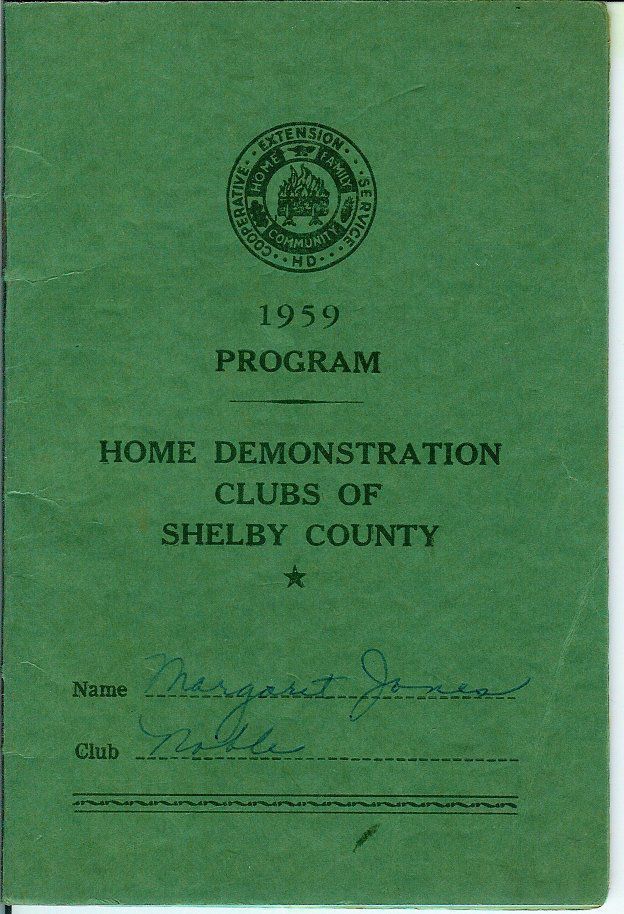 COOPERATIVE · EXTENSION · SERVICE · HD ·
HOME FAMILY COMMUNITY
1959
PROGRAM
HOME DEMONSTRATION
CLUBS OF
SHELBY COUNTY
Name Margaret Jones
Club Noble